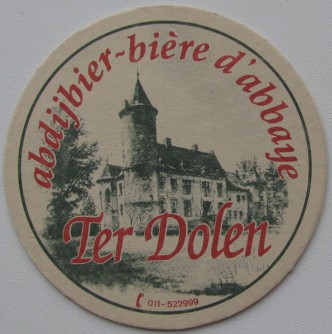 abdijbier-bière d'abbaye
Ter Dolen
011-522999